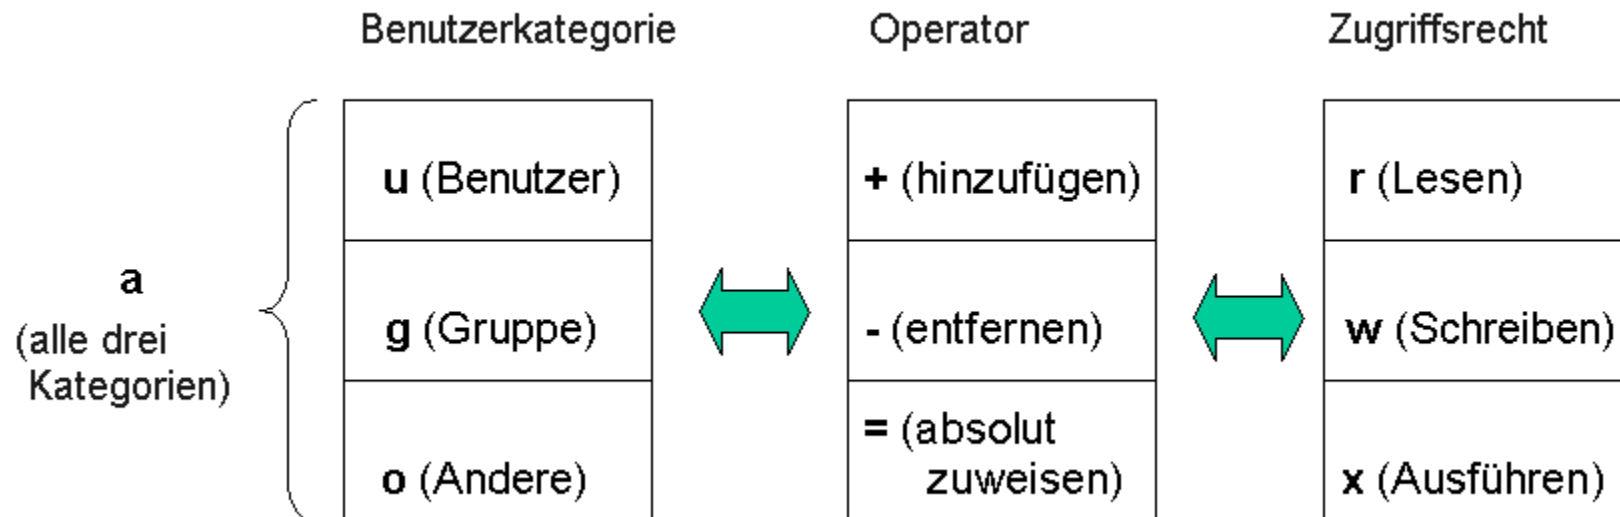 Benutzerkategorie Operator Zugriffsrecht
u (Benutzer) + (hinzufügen) r (Lesen)
a
(alle drei
Kategorien)
g (Gruppe) - (entfernen) w (Schreiben)
o (Andere) = (absolut
zuweisen) x (Ausführen)